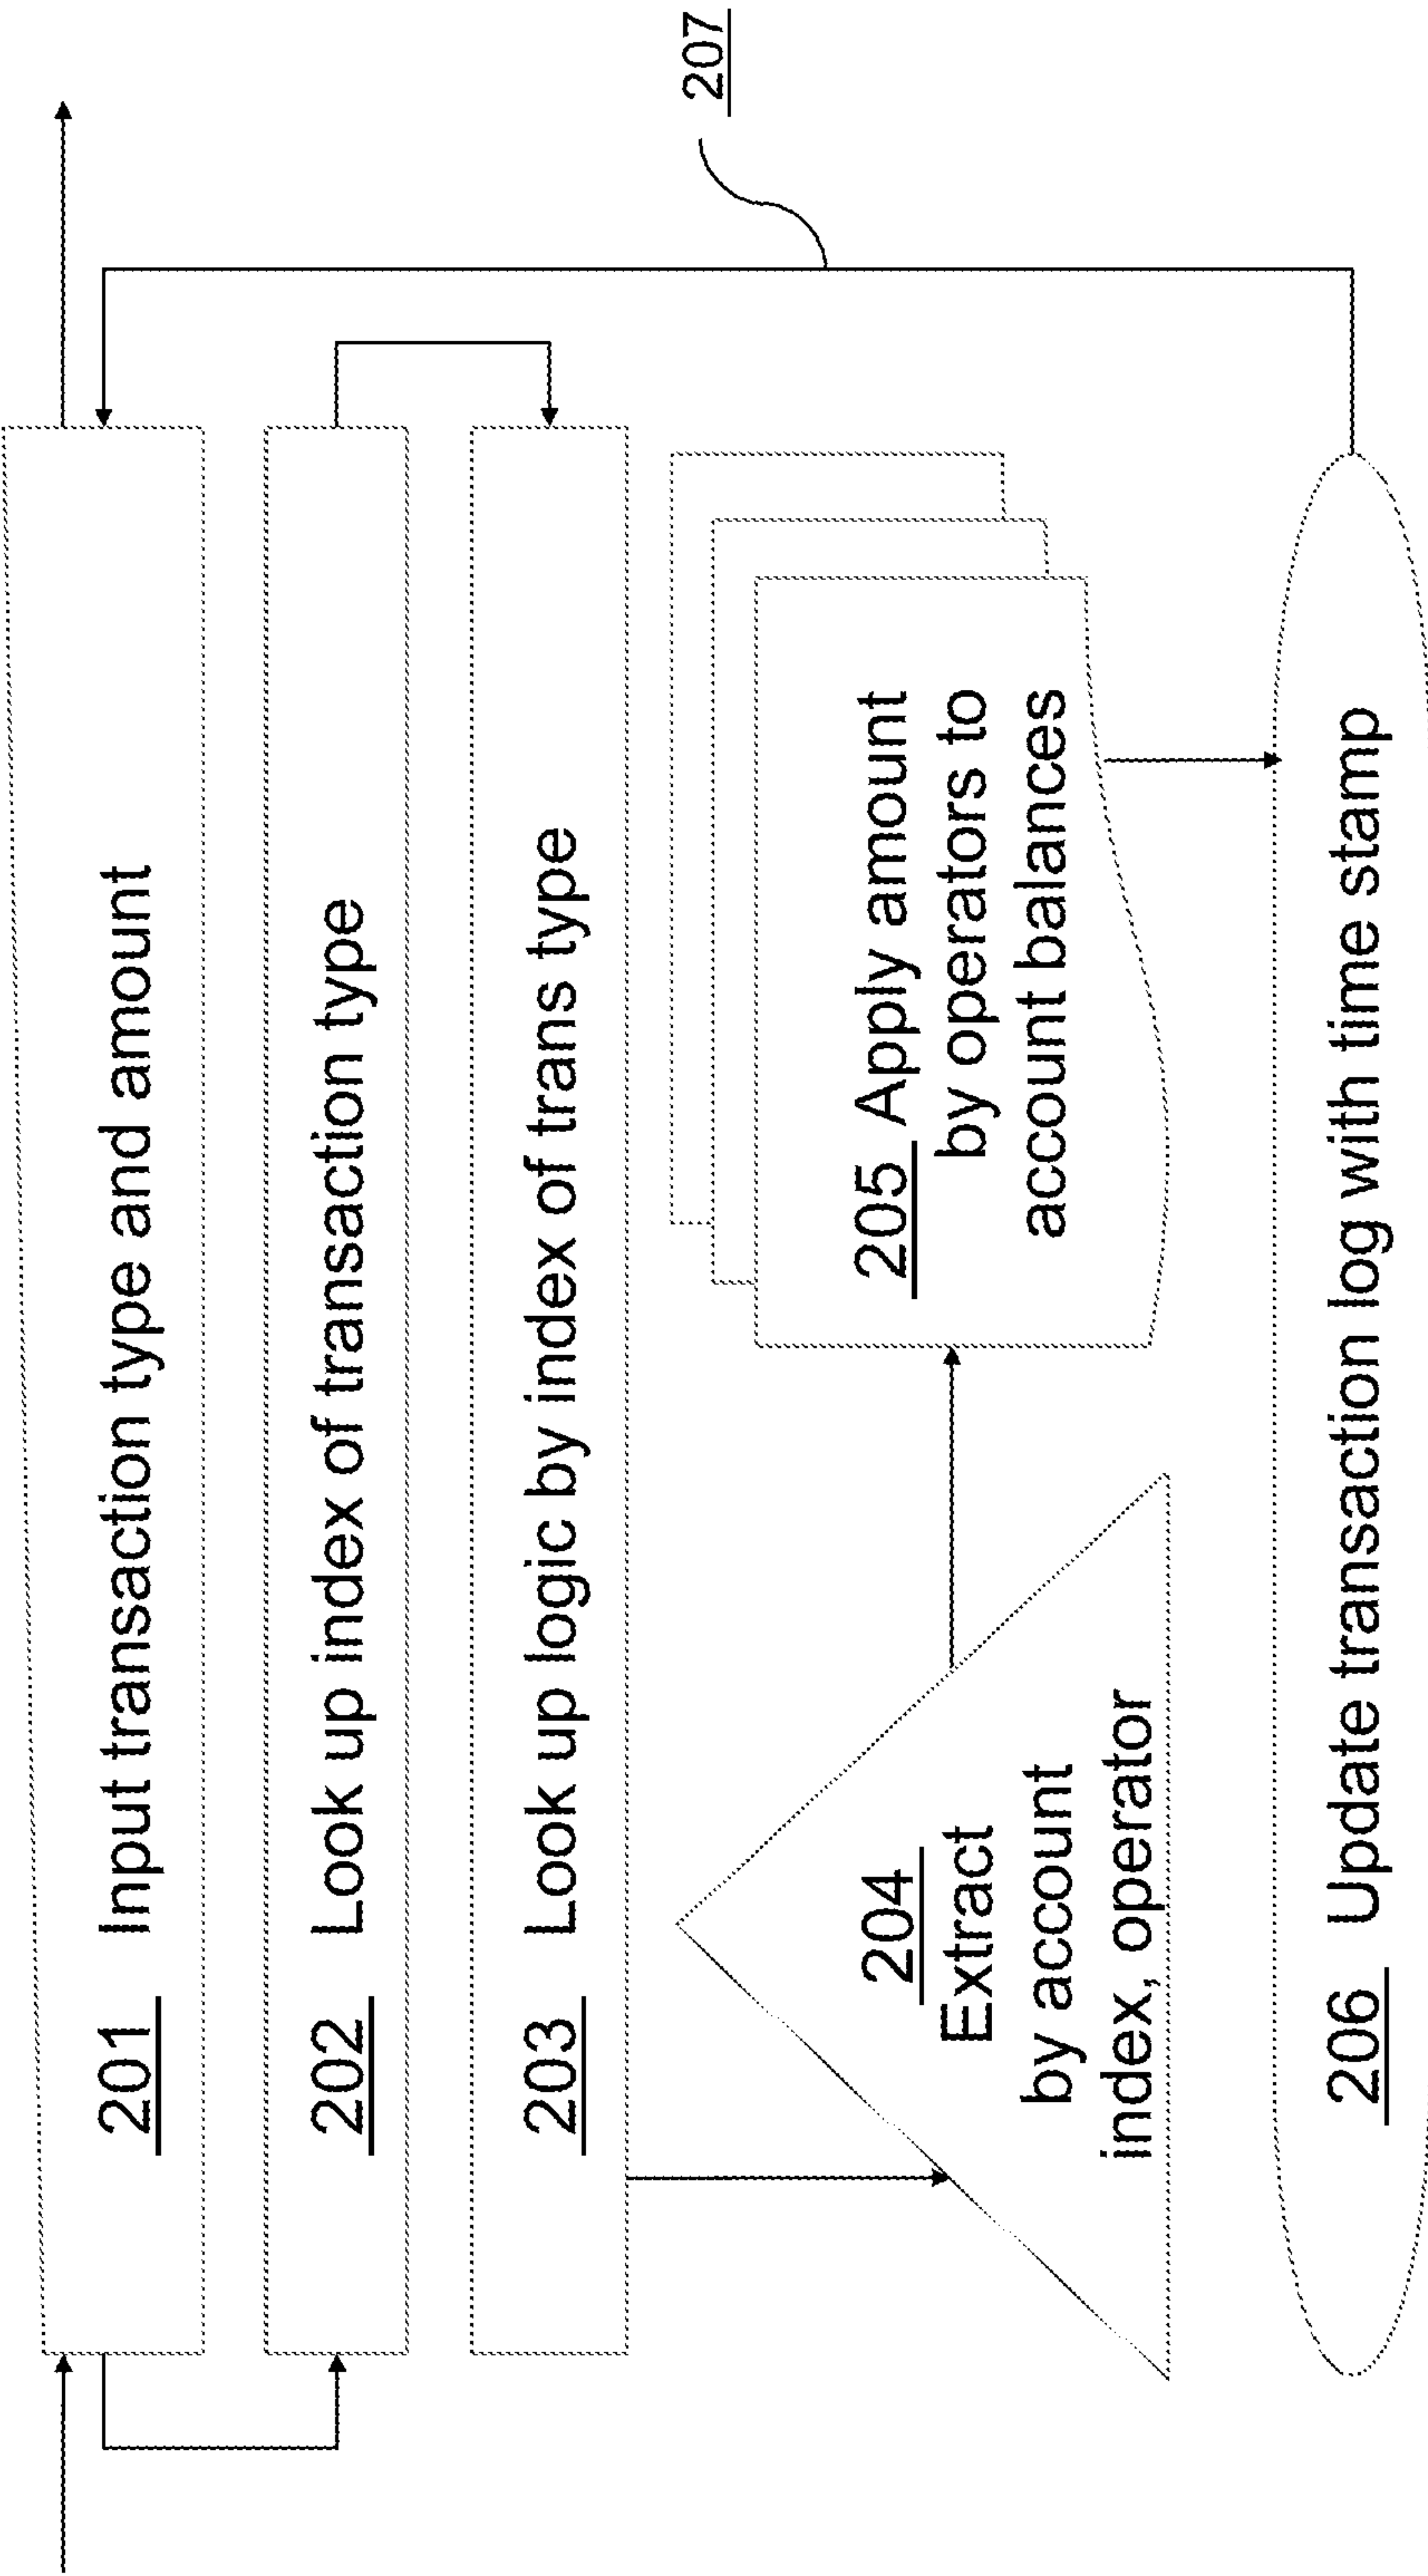 207
201 Input transaction type and amount
202 Look up index of transaction type
203 Look up logic by index of trans type
204
Extract
by account
index, operator
205 Apply amount
by operators to
account balances
206 Update transaction log with time stamp